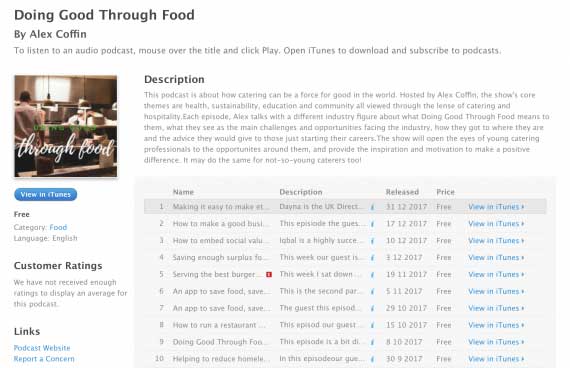 Doing Good Through Food
By Alex Coffin
To listen to an audio podcast, mouse over the title and click Play. Open iTunes to download and subscribe to podcasts.
through food
View in iTunes
Free
Category: Food
Language: English
Customer Ratings
We have not received enough
ratings to display an average for
this podcast.
Links
Podcast Website
Report a Concern
Description
This podcast is about how catering can be a force for good in the world. Hosted by Alex Coffin, the show's core
themes are health, sustainability, education and community all viewed through the lense of catering and
hospitality.Each episode, Alex talks with a different industry figure about what Doing Good Through Food means to
them, what they see as the main challenges and opportunities facing the industry, how they got to where they are
and the advice they would give to those just starting their careers.The show will open the eyes of young catering
professionals to the opportunities around them, and provide the inspiration and motivation to make a positive
difference. It may do the same for not-so-young caterers too!
Name Description Released Price
1 Making it easy to make et... Dayna is the UK Direct... i 31 12 2017 Free View in iTunes
2 How to make a good busi... This episiode the gues... i 17 12 2017 Free View in iTunes
3 How to embed social valu... Iqbal is a highly succe... i 10 12 2017 Free View in iTunes
4 Saving enough surplus fo... This week our guest is... i 3 12 2017 Free View in iTunes
5 Serving the best burger... E This week I sat down ... i 19 11 2017 Free View in iTunes
6 An app to save food, save... This is the second par... i 5 11 2017 Free View in iTunes
7 An app to save food, save... The guest this episod... i 29 10 2017 Free View in iTunes
8 How to run a restaurant ... This episod our guest ... i 15 10 2017 Free View in iTunes
9 Doing Good Through Foo... This episode is a bit di... i 8 10 2017 Free View in iTunes
10 Helping to reduce homele... In this episodeour gue... i 30 9 2017 Free View in iTunes